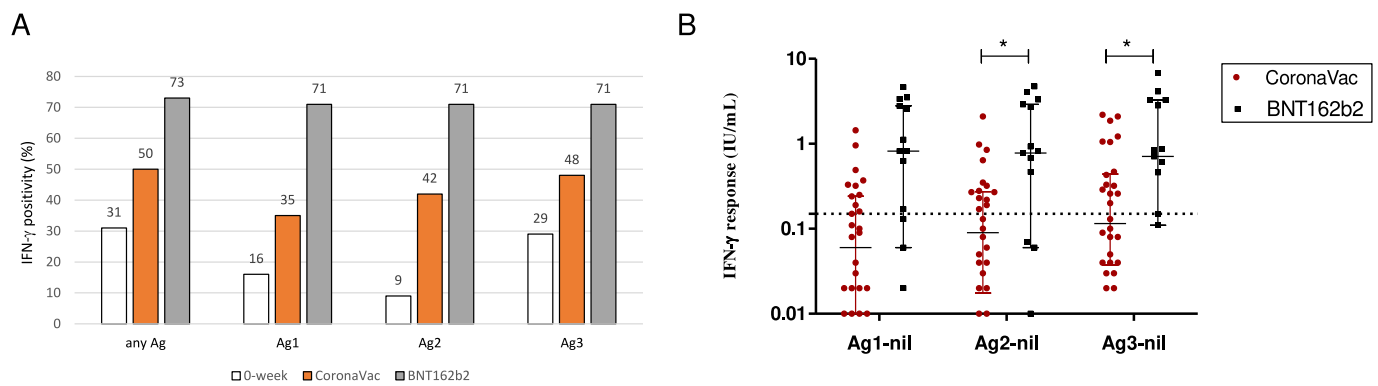 A
IFN-γ positivity (%)
80
70
60
50
40
30
20
10
0
31
50
73
16
35
71
9
42
71
29
48
71
any Ag
Ag1
Ag2
Ag3
0-week
CoronaVac
BNT162b2
B
IFN-γ response (IU/mL)
10
1
0.1
0.01
*
*
Ag1-nil
Ag2-nil
Ag3-nil
CoronaVac
BNT162b2